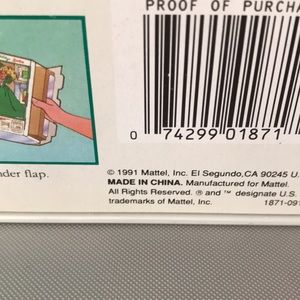 PROOF OF PURCHA
0 74299 01871
nder flap.
© 1991 Mattel, Inc. El Segundo, CA 90245 U.
MADE IN CHINA. Manufactured for Mattel.
All Rights Reserved. ® and ™ designate U.S.
trademarks of Mattel, Inc.
1871-091